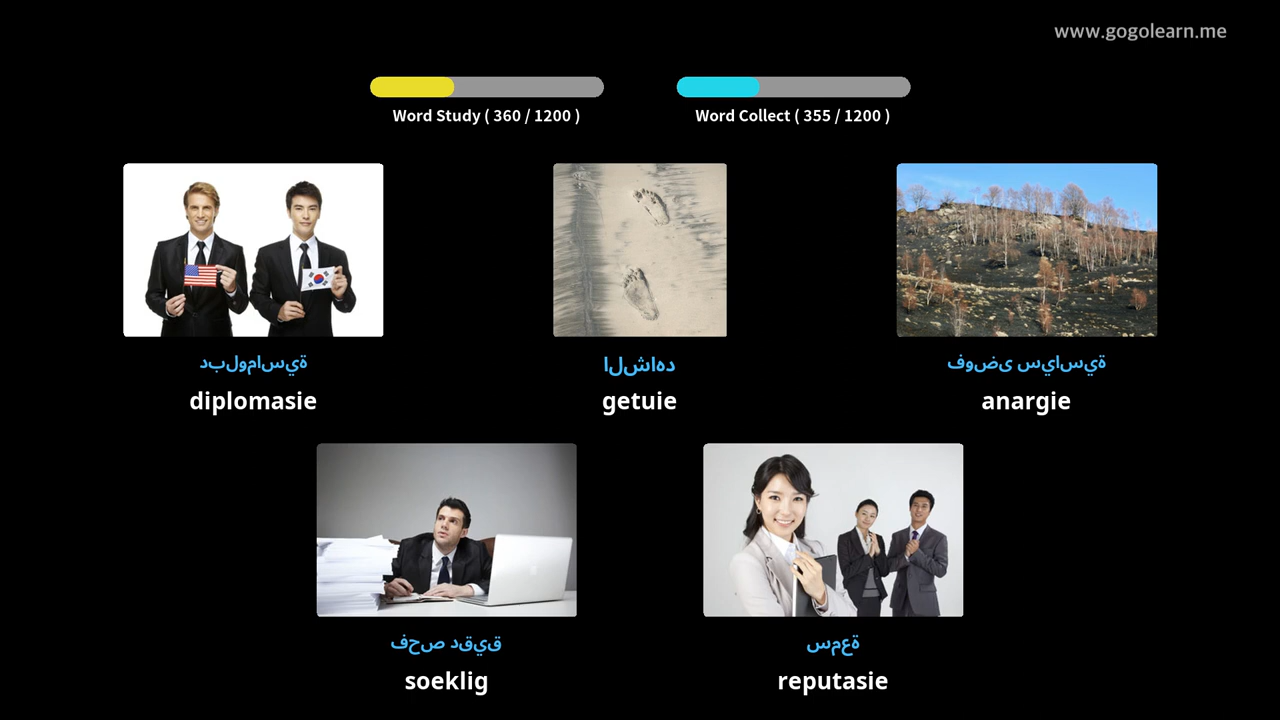 www.gogolearn.me
Word Study ( 360 / 1200 )
Word Collect ( 355 / 1200 )
دبلوماسية
الشاهد
فوضى سياسية
diplomasie
getuie
anargie
فحص دقيق
سمعة
soeklig
reputasie